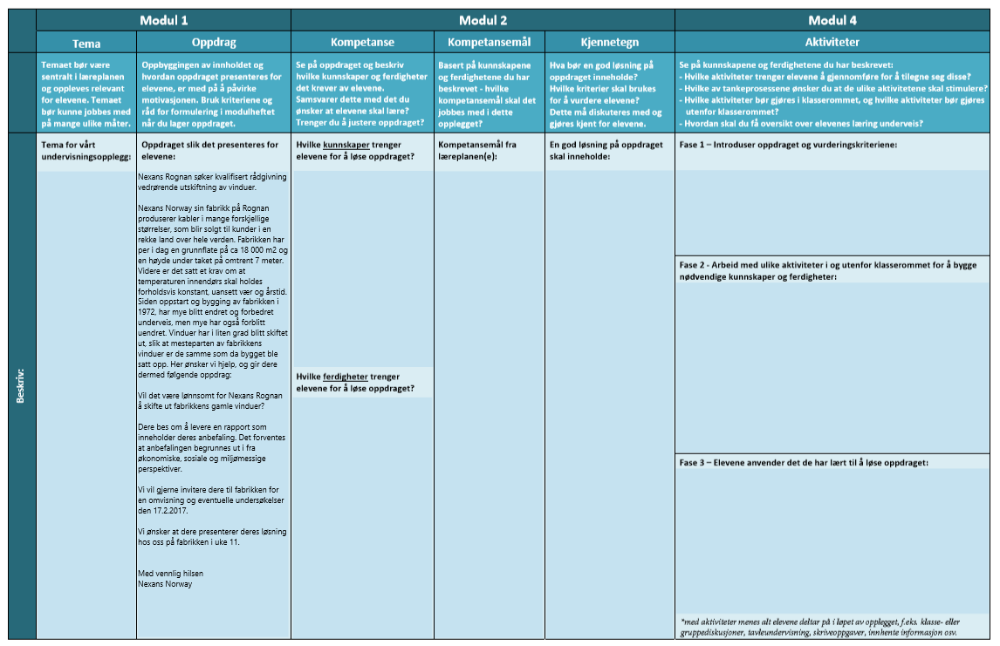 Modul 1
Modul 2
Modul 4
Tema
Oppdrag
Kompetanse
Kompetansemål
Kjennetegn
Aktiviteter
Temaet bør være
sentralt i læreplanen
og oppleves relevant
for elevene. Temaet
bør kunne jobbes med
på mange ulike måter.
Oppbyggingen av innholdet og
hvordan oppdraget presenteres for
elevene, er med på å påvirke
motivasjonen. Bruk kriteriene og
råd for formulering i modulheftet
når du lager oppdraget.
Se på oppdraget og beskriv
hvilke kunnskaper og ferdigheter
det krever av elevene.
Samsvarer dette med det du
ønsker at elevene skal lære?
Trenger du å justere oppdraget?
Basert på kunnskapene
og ferdighetene du har
beskrevet - hvilke
kompetansemål skal det
jobbes med i dette
opplegget?
Hva bør en god løsning på
oppdraget inneholde?
Hvilke kriterier skal brukes
for å vurdere elevene?
Dette må diskuteres med og
gjøres kjent for elevene.
Se på kunnskapene og ferdighetene du har beskrevet:
- Hvilke aktiviteter trenger elevene å gjennomføre for å tilegne seg disse?
- Hvilke av tankeprosessene ønsker du at de ulike aktivitetene skal stimulere?
- Hvilke aktiviteter bør gjøres i klasserommet, og hvilke aktiviteter bør gjøres
utenfor klasserommet?
- Hvordan skal du få oversikt over elevenes læring underveis?
Beskriv:
Tema for vårt
undervisningsopplegg:
Oppdraget slik det presenteres for
elevene:
Nexans Rognan søker kvalifisert rådgivning
vedrørende utskiftning av vinduer.
Nexans Norway sin fabrikk på Rognan
produserer kabler i mange forskjellige
størrelser, som blir solgt til kunder i en
rekke land over hele verden. Fabrikken har
per i dag en grunnflate på ca 18 000 m2 og
en høyde under taket på omtrent 7 meter.
Videre er det satt et krav om at
temperaturen innendørs skal holdes
forholdsvis konstant, uansett vær og årstid.
Siden oppstart og bygging av fabrikken i
1972, har mye blitt endret og forbedret
underveis, men mye har også forblitt
uendret. Vinduer har i liten grad blitt skiftet
ut, slik at mesteparten av fabrikkens
vinduer er de samme som da bygget ble
satt opp. Her ønsker vi hjelp, og gir dere
dermed følgende oppdrag:
Vil det være lønnsomt for Nexans Rognan
å skifte ut fabrikkens gamle vinduer?
Dere bes om å levere en rapport som
inneholder deres anbefaling. Det forventes
at anbefalingen begrunnes ut i fra
økonomiske, sosiale og miljømessige
perspektiver.
Vi vil gjerne invitere dere til fabrikken for
en omvisning og eventuelle undersøkelser
den 17.2.2017.
Vi ønsker at dere presenterer deres løsning
hos oss på fabrikken i uke 11.
Med vennlig hilsen
Nexans Norway
Hvilke kunnskaper trenger
elevene for å løse oppdraget?
Hvilke ferdigheter trenger
elevene for å løse oppdraget?
Kompetansemål fra
læreplanen(e):
En god løsning på oppdraget
skal inneholde:
Fase 1 – Introduser oppdraget og vurderingskriteriene:
Fase 2 - Arbeid med ulike aktiviteter i og utenfor klasserommet for å bygge
nødvendige kunnskaper og ferdigheter:
Fase 3 – Elevene anvender det de har lært til å løse oppdraget:
*med aktiviteter menes alt elevene deltar på i løpet av opplegget, f.eks. klasse- eller
gruppediskusjoner, tavleundervisning, skriveoppgaver, innhente informasjon osv.